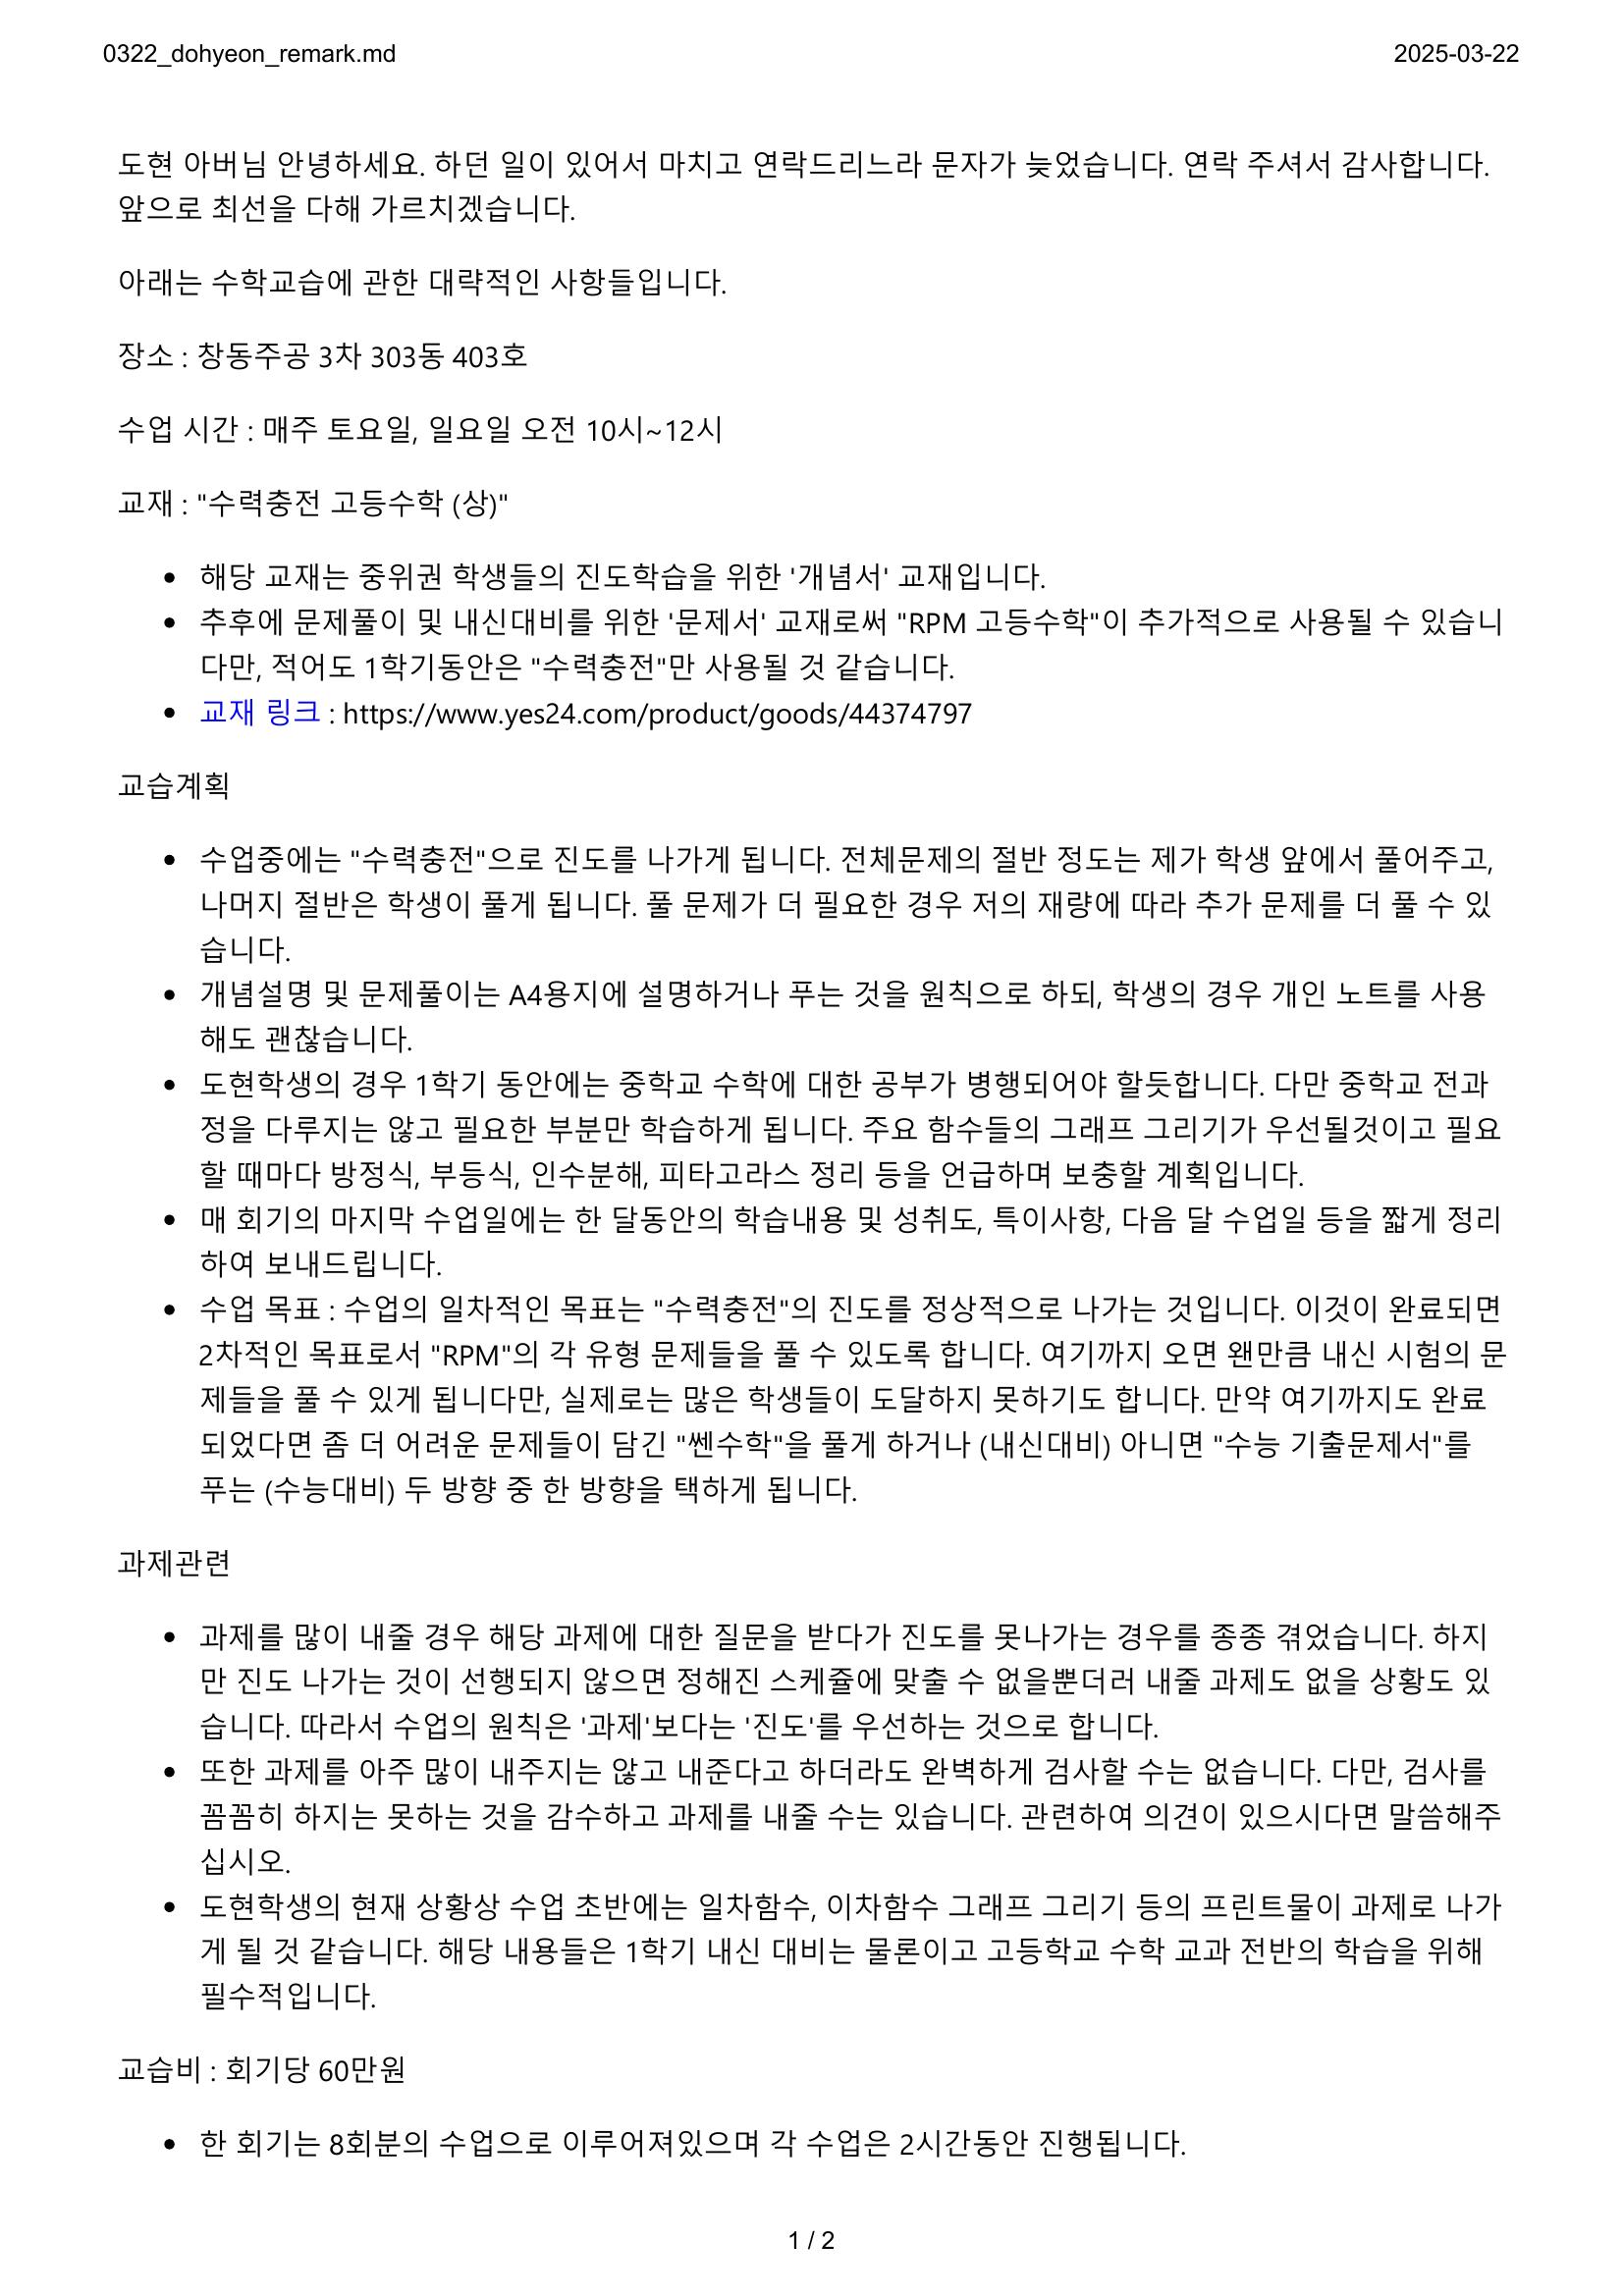 0322_dohyeon_remark.md 2025-03-22
도현 아버님 안녕하세요. 하던 일이 있어서 마치고 연락드리느라 문자가 늦었습니다. 연락 주셔서 감사합니다.
앞으로 최선을 다해 가르치겠습니다.
아래는 수학교습에 관한 대략적인 사항들입니다.
장소 : 창동주공 3차 303동 403호
수업 시간 : 매주 토요일, 일요일 오전 10시~12시
교재 : "수력충전 고등수학 (상)"
• 해당 교재는 중위권 학생들의 진도학습을 위한 '개념서' 교재입니다.
• 추후에 문제풀이 및 내신대비를 위한 '문제서' 교재로써 "RPM 고등수학"이 추가적으로 사용될 수 있습니
다만, 적어도 1학기동안은 "수력충전"만 사용될 것 같습니다.
• 교재 링크 : https://www.yes24.com/product/goods/44374797
교습계획
• 수업중에는 "수력충전"으로 진도를 나가게 됩니다. 전체문제의 절반 정도는 제가 학생 앞에서 풀어주고,
나머지 절반은 학생이 풀게 됩니다. 풀 문제가 더 필요한 경우 저의 재량에 따라 추가 문제를 더 풀 수 있
습니다.
• 개념설명 및 문제풀이는 A4용지에 설명하거나 푸는 것을 원칙으로 하되, 학생의 경우 개인 노트를 사용
해도 괜찮습니다.
• 도현학생의 경우 1학기 동안에는 중학교 수학에 대한 공부가 병행되어야 할듯합니다. 다만 중학교 전과
정을 다루지는 않고 필요한 부분만 학습하게 됩니다. 주요 함수들의 그래프 그리기가 우선될것이고 필요
할 때마다 방정식, 부등식, 인수분해, 피타고라스 정리 등을 언급하며 보충할 계획입니다.
• 매 회기의 마지막 수업일에는 한 달동안의 학습내용 및 성취도, 특이사항, 다음 달 수업일 등을 짧게 정리
하여 보내드립니다.
• 수업 목표 : 수업의 일차적인 목표는 "수력충전"의 진도를 정상적으로 나가는 것입니다. 이것이 완료되면
2차적인 목표로서 "RPM"의 각 유형 문제들을 풀 수 있도록 합니다. 여기까지 오면 왠만큼 내신 시험의 문
제들을 풀 수 있게 됩니다만, 실제로는 많은 학생들이 도달하지 못하기도 합니다. 만약 여기까지도 완료
되었다면 좀 더 어려운 문제들이 담긴 "쎈수학"을 풀게 하거나 (내신대비) 아니면 "수능 기출문제서"를
푸는 (수능대비) 두 방향 중 한 방향을 택하게 됩니다.
과제관련
• 과제를 많이 내줄 경우 해당 과제에 대한 질문을 받다가 진도를 못나가는 경우를 종종 겪었습니다. 하지
만 진도 나가는 것이 선행되지 않으면 정해진 스케쥴에 맞출 수 없을뿐더러 내줄 과제도 없을 상황도 있
습니다. 따라서 수업의 원칙은 '과제'보다는 '진도'를 우선하는 것으로 합니다.
• 또한 과제를 아주 많이 내주지는 않고 내준다고 하더라도 완벽하게 검사할 수는 없습니다. 다만, 검사를
꼼꼼히 하지는 못하는 것을 감수하고 과제를 내줄 수는 있습니다. 관련하여 의견이 있으시다면 말씀해주
십시오.
• 도현학생의 현재 상황상 수업 초반에는 일차함수, 이차함수 그래프 그리기 등의 프린트물이 과제로 나가
게 될 것 같습니다. 해당 내용들은 1학기 내신 대비는 물론이고 고등학교 수학 교과 전반의 학습을 위해
필수적입니다.
교습비 : 회기당 60만원
• 한 회기는 8회분의 수업으로 이루어져있으며 각 수업은 2시간동안 진행됩니다.
1 / 2